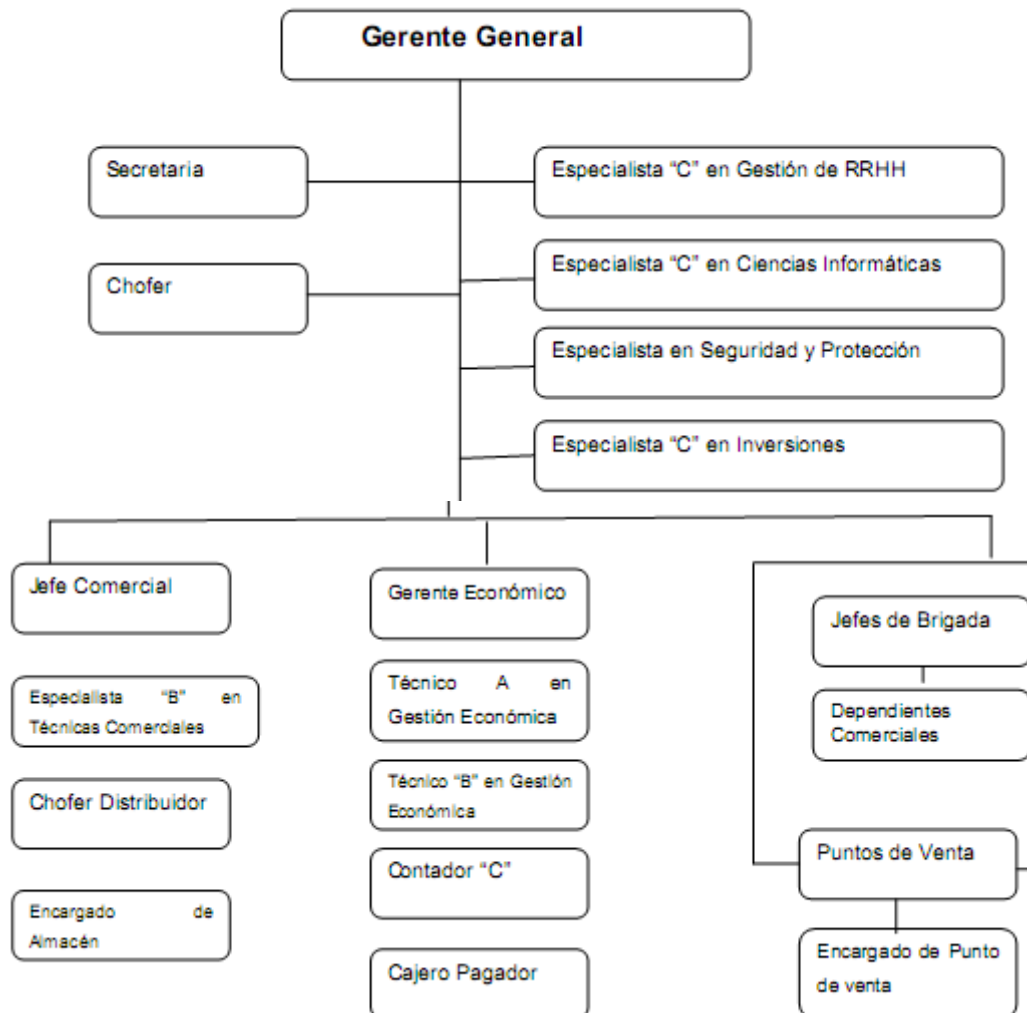 Gerente General
Secretaria
Especialista “C” en Gestión de RRHH
Chofer
Especialista “C” en Ciencias Informáticas
Especialista en Seguridad y Protección
Especialista “C” en Inversiones
Jefe Comercial
Especialista “B” en
Técnicas Comerciales
Chofer Distribuidor
Encargado de
Almacén
Gerente Económico
Técnico A en
Gestión Económica
Técnico “B” en Gestión
Económica
Contador “C”
Cajero Pagador
Jefes de Brigada
Dependientes
Comerciales
Puntos de Venta
Encargado de Punto
de venta